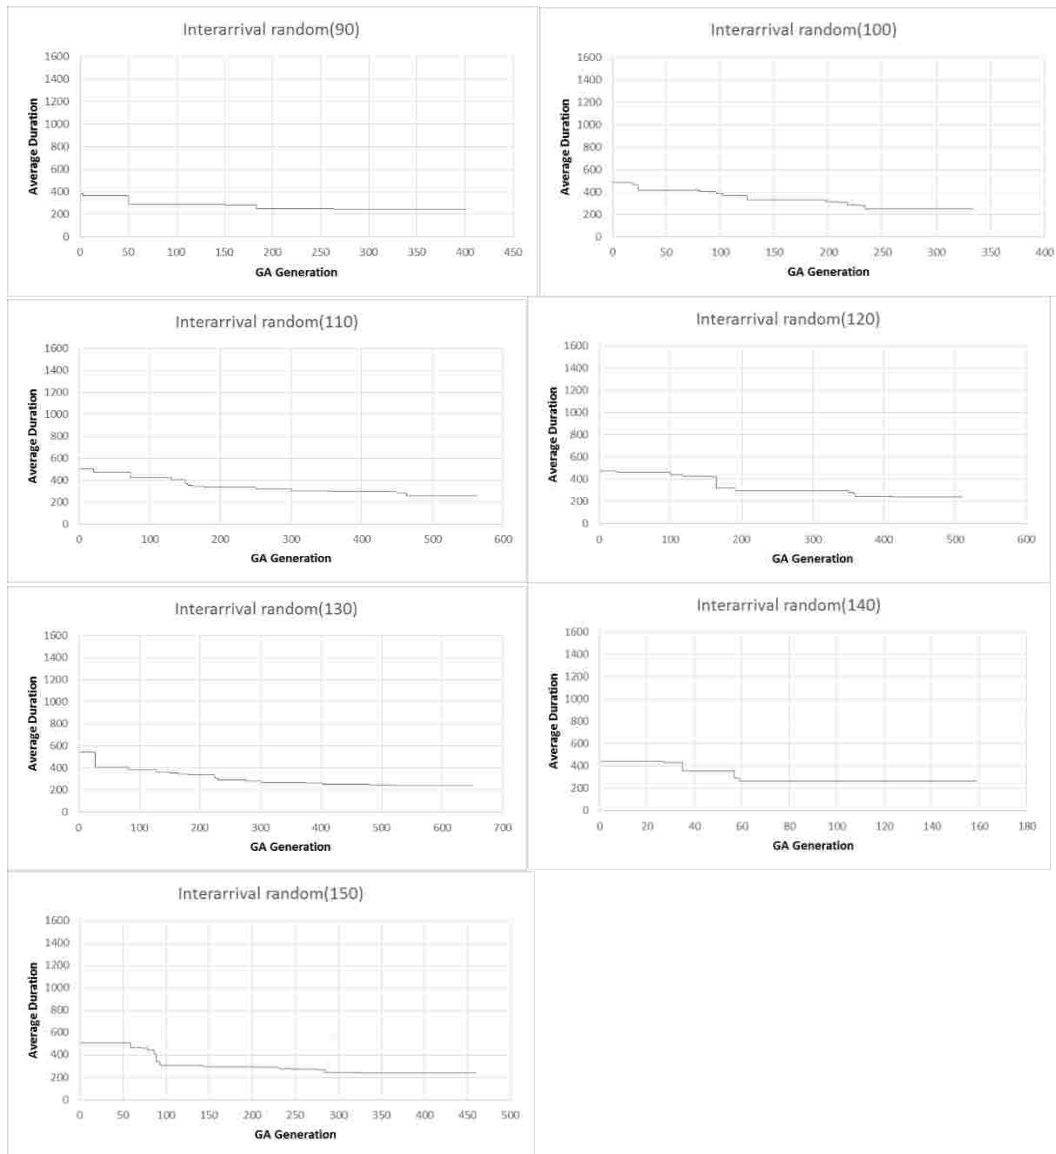 Interarrival random(90)
1600
1400
1200
1000
800
600
400
200
0
Average Duration
0 50 100 150 200 250 300 350 400 450
GA Generation
Interarrival random(100)
1600
1400
1200
1000
800
600
400
200
0
Average Duration
0 50 100 150 200 250 300 350 400
GA Generation
Interarrival random(110)
1600
1400
1200
1000
800
600
400
200
0
Average Duration
0 100 200 300 400 500 600
GA Generation
Interarrival random(120)
1600
1400
1200
1000
800
600
400
200
0
Average Duration
0 100 200 300 400 500 600
GA Generation
Interarrival random(130)
1600
1400
1200
1000
800
600
400
200
0
Average Duration
0 100 200 300 400 500 600 700
GA Generation
Interarrival random(140)
1600
1400
1200
1000
800
600
400
200
0
Average Duration
0 20 40 60 80 100 120 140 160 180
GA Generation
Interarrival random(150)
1600
1400
1200
1000
800
600
400
200
0
Average Duration
0 50 100 150 200 250 300 350 400 450 500
GA Generation